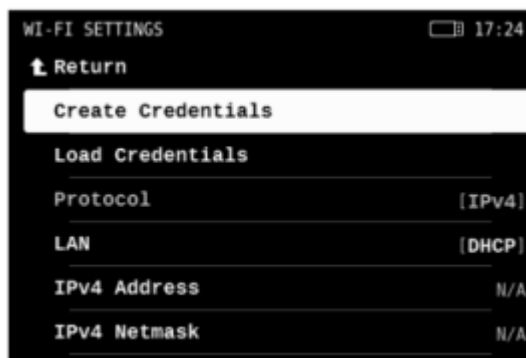 WI-FI SETTINGS 17:24
Return
Create Credentials
Load Credentials
Protocol [IPv4]
LAN [DHCP]
IPv4 Address N/A
IPv4 Netmask N/A